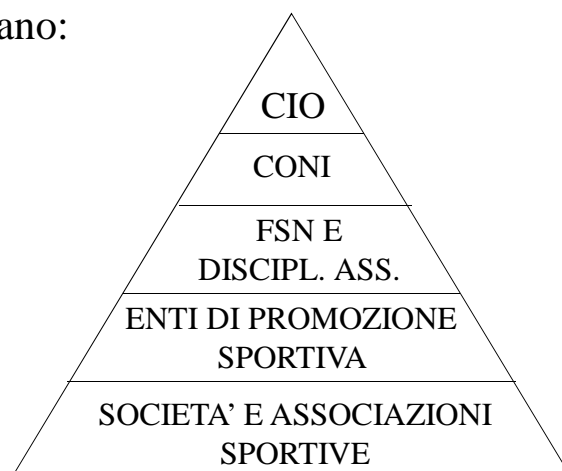 ano:
CIO
CONI
FSN E
DISCIPL. ASS.
ENTI DI PROMOZIONE
SPORTIVA
SOCIETA’ E ASSOCIAZIONI
SPORTIVE